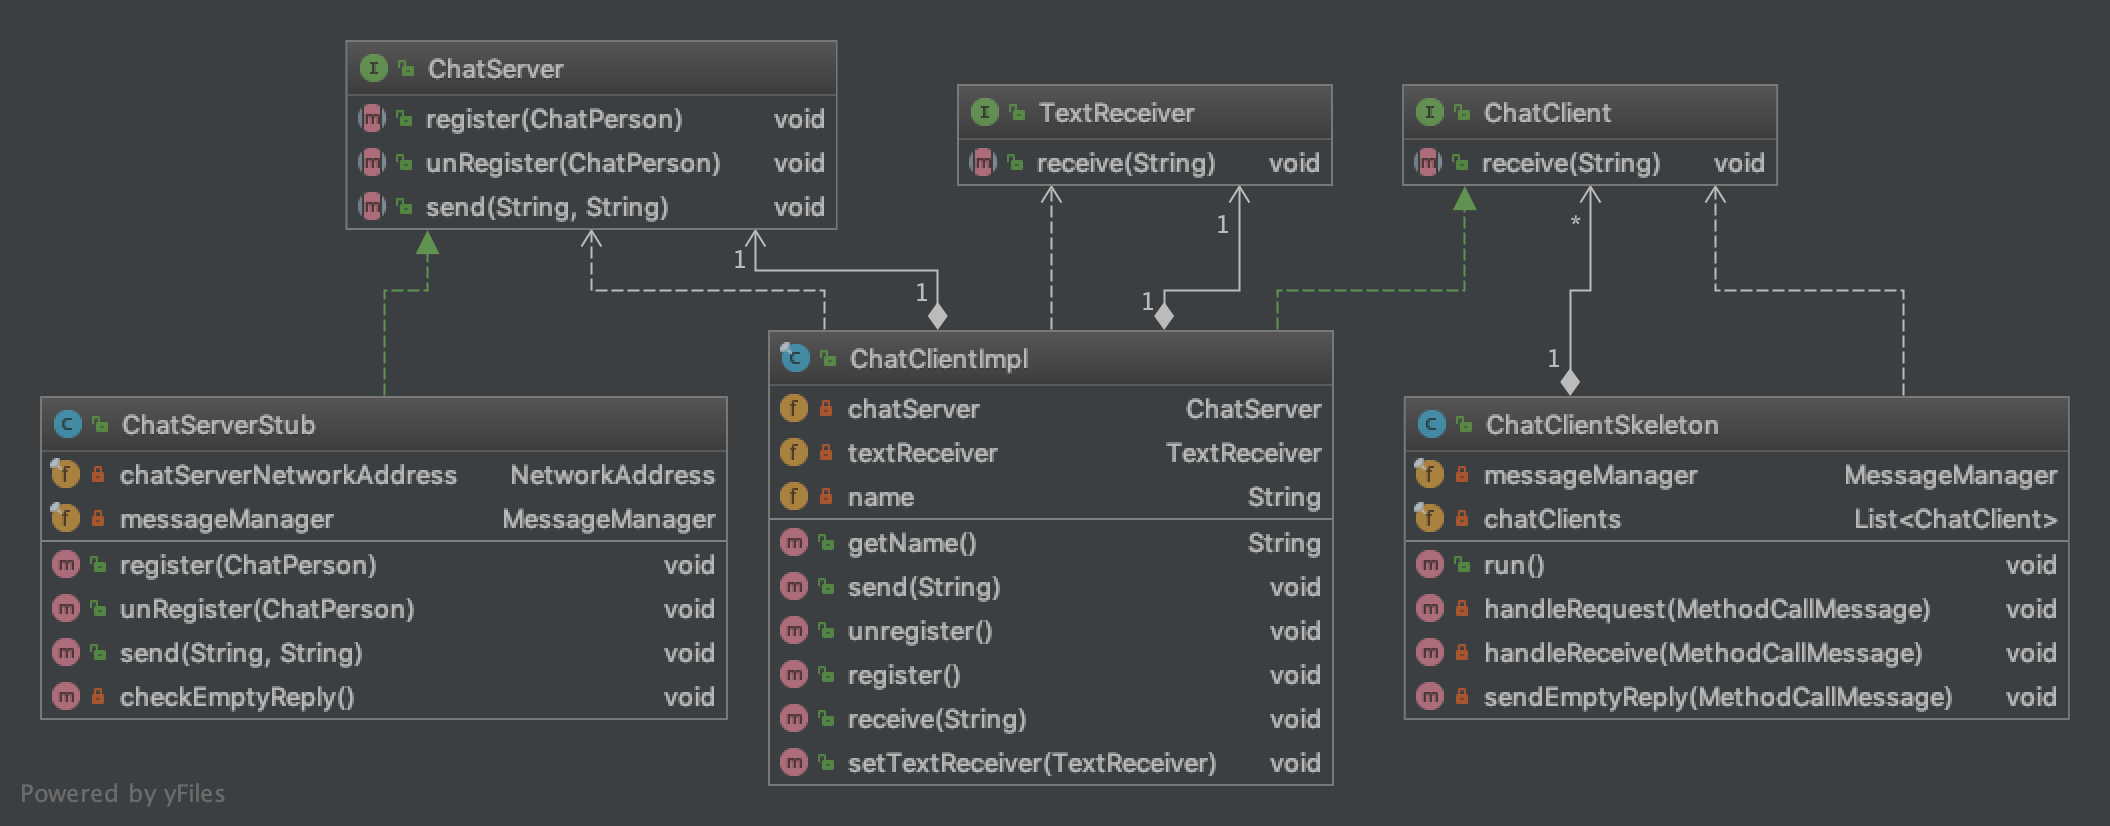 ChatServer
register(ChatPerson) void
unRegister(ChatPerson) void
send(String, String) void
TextReceiver
receive(String) void
ChatClient
receive(String) void
1
1
1
1
*
1
ChatServerStub
chatServerNetworkAddress NetworkAddress
messageManager MessageManager
register(ChatPerson) void
unRegister(ChatPerson) void
send(String, String) void
checkEmptyReply() void
ChatClientImpl
chatServer ChatServer
textReceiver TextReceiver
name String
getName() String
send(String) void
unregister() void
register() void
receive(String) void
setTextReceiver(TextReceiver) void
ChatClientSkeleton
messageManager MessageManager
chatClients List<ChatClient>
run() void
handleRequest(MethodCallMessage) void
handleReceive(MethodCallMessage) void
sendEmptyReply(MethodCallMessage) void
Powered by yFiles